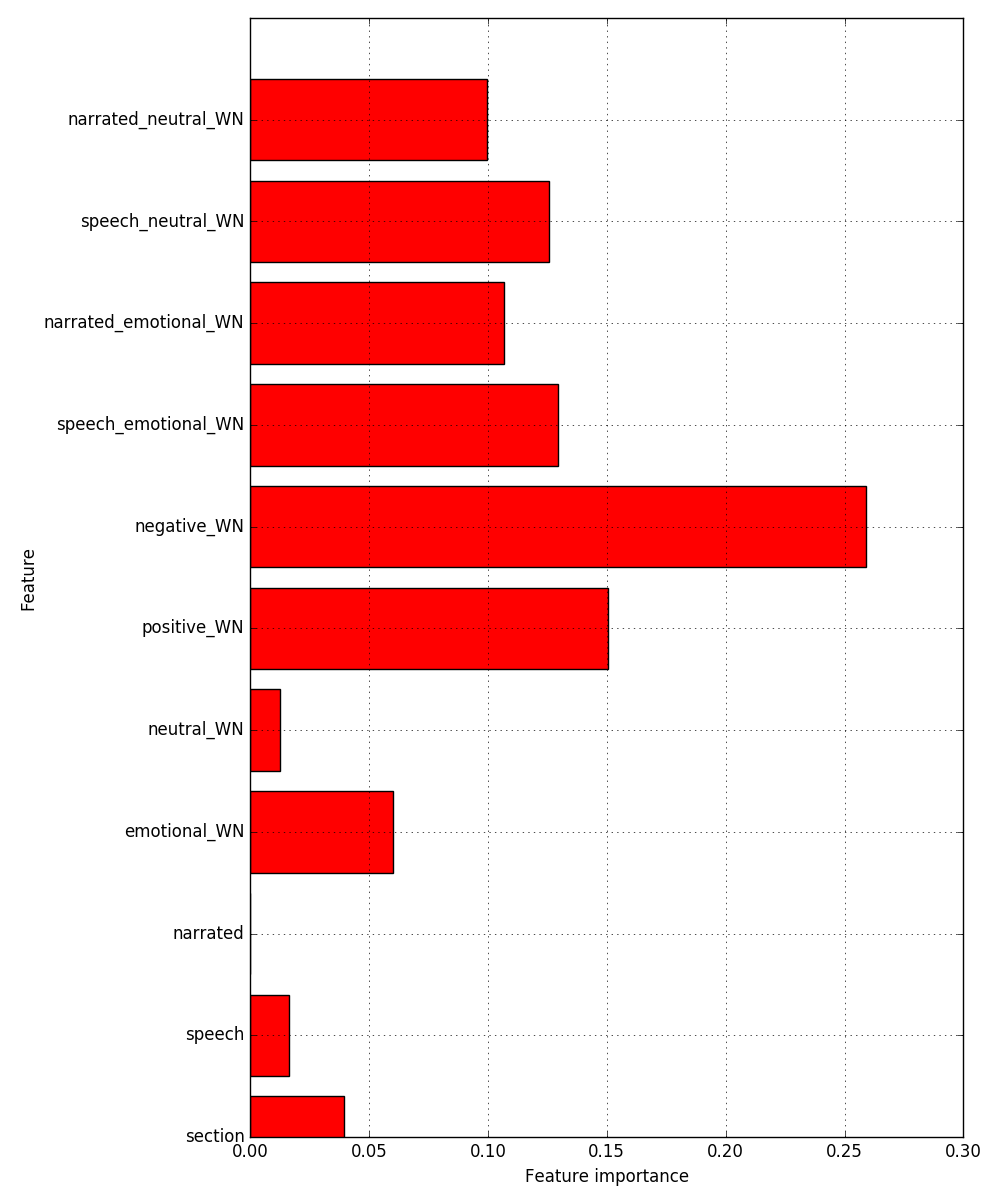 narrated_neutral_WN
speech_neutral_WN
narrated_emotional_WN
speech_emotional_WN
negative_WN
Feature
positive_WN
neutral_WN
emotional_WN
narrated
speech
section
0.00 0.05 0.10 0.15 0.20 0.25 0.30
Feature importance